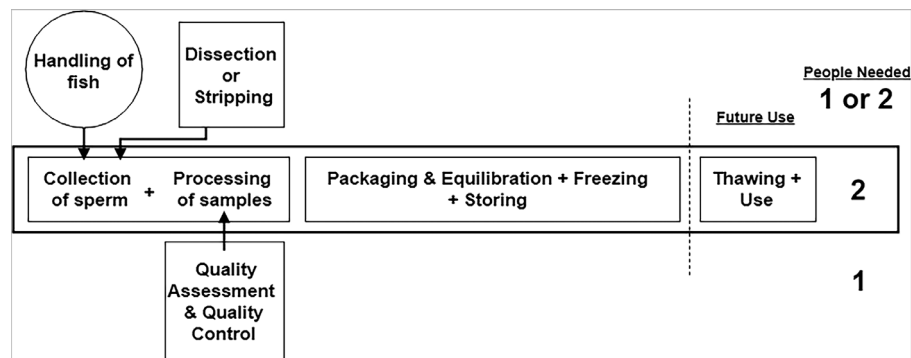 Handling of
fish
Dissection
or
Stripping
People Needed
1 or 2
Future Use
Collection
of sperm
+
Processing
of samples
Packaging & Equilibration + Freezing
+ Storing
Thawing +
Use
2
Quality
Assessment
& Quality
Control
1